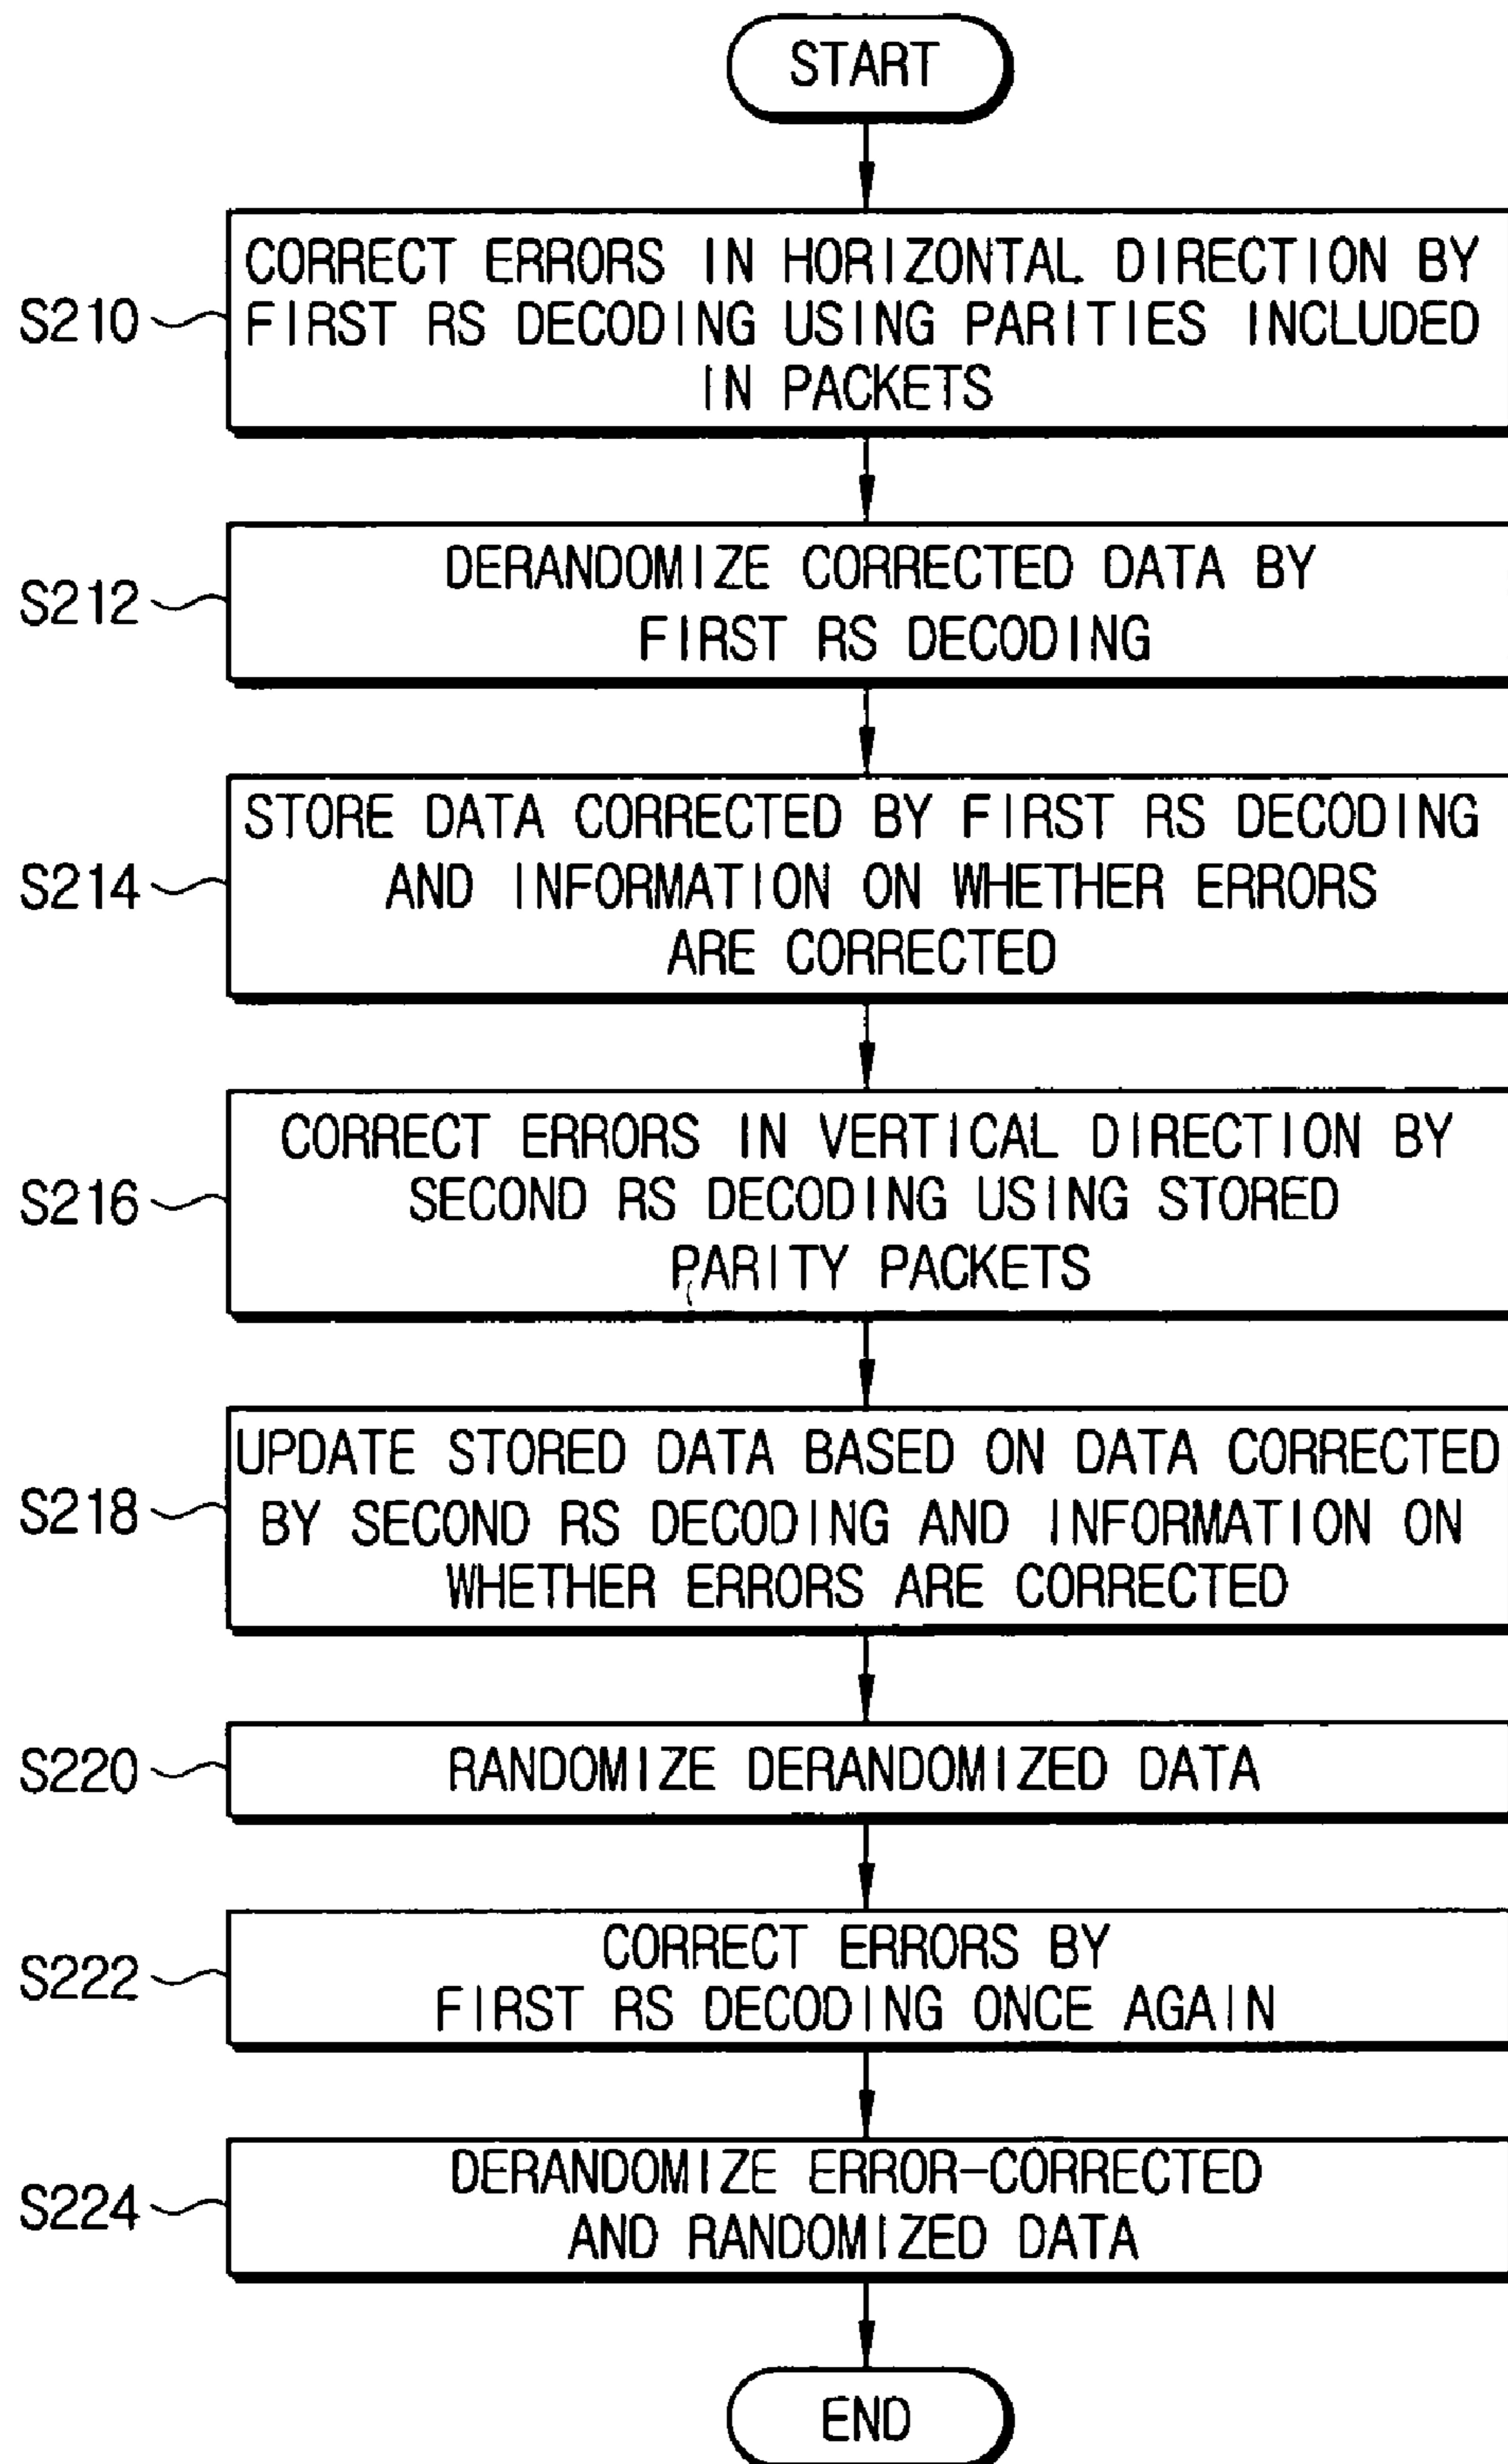 START
S210
CORRECT ERRORS IN HORIZONTAL DIRECTION BY
FIRST RS DECODING USING PARITIES INCLUDED
IN PACKETS
S212
DERANDOMIZE CORRECTED DATA BY
FIRST RS DECODING
S214
STORE DATA CORRECTED BY FIRST RS DECODING
AND INFORMATION ON WHETHER ERRORS
ARE CORRECTED
S216
CORRECT ERRORS IN VERTICAL DIRECTION BY
SECOND RS DECODING USING STORED
PARITY PACKETS
S218
UPDATE STORED DATA BASED ON DATA CORRECTED
BY SECOND RS DECODING AND INFORMATION ON
WHETHER ERRORS ARE CORRECTED
S220
RANDOMIZE DERANDOMIZED DATA
S222
CORRECT ERRORS BY
FIRST RS DECODING ONCE AGAIN
S224
DERANDOMIZE ERROR-CORRECTED
AND RANDOMIZED DATA
END